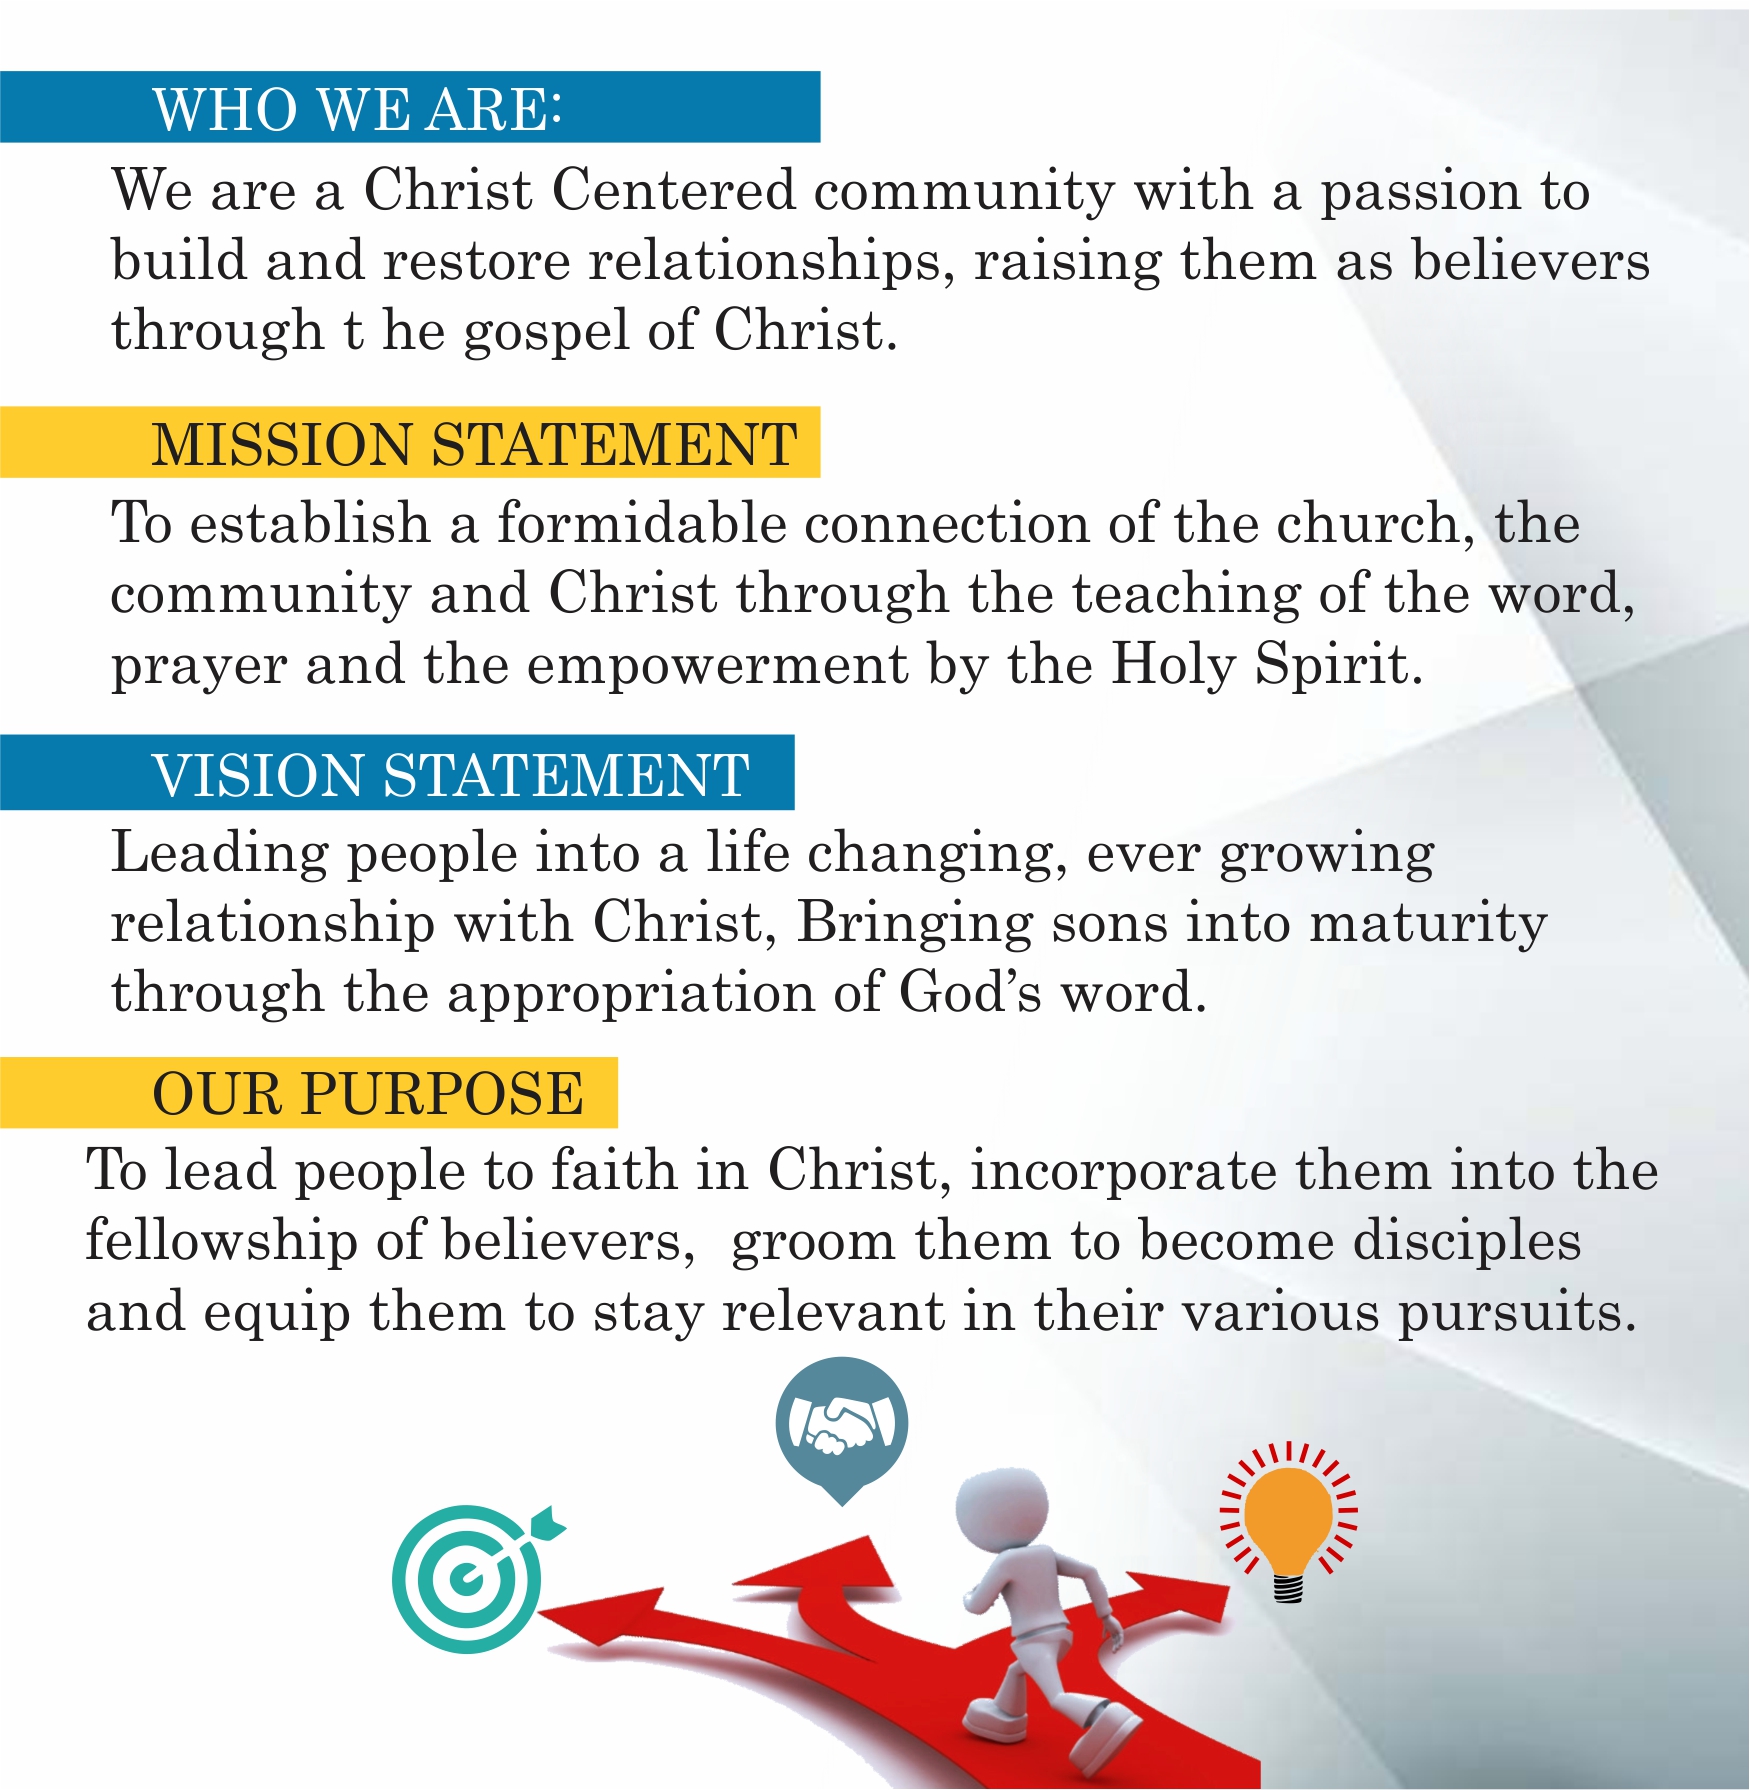 WHO WE ARE:
We are a Christ Centered community with a passion to
build and restore relationships, raising them as believers
through t he gospel of Christ.
MISSION STATEMENT
To establish a formidable connection of the church, the
community and Christ through the teaching of the word,
prayer and the empowerment by the Holy Spirit.
VISION STATEMENT
Leading people into a life changing, ever growing
relationship with Christ, Bringing sons into maturity
through the appropriation of God’s word.
OUR PURPOSE
To lead people to faith in Christ, incorporate them into the
fellowship of believers,  groom them to become disciples
and equip them to stay relevant in their various pursuits.